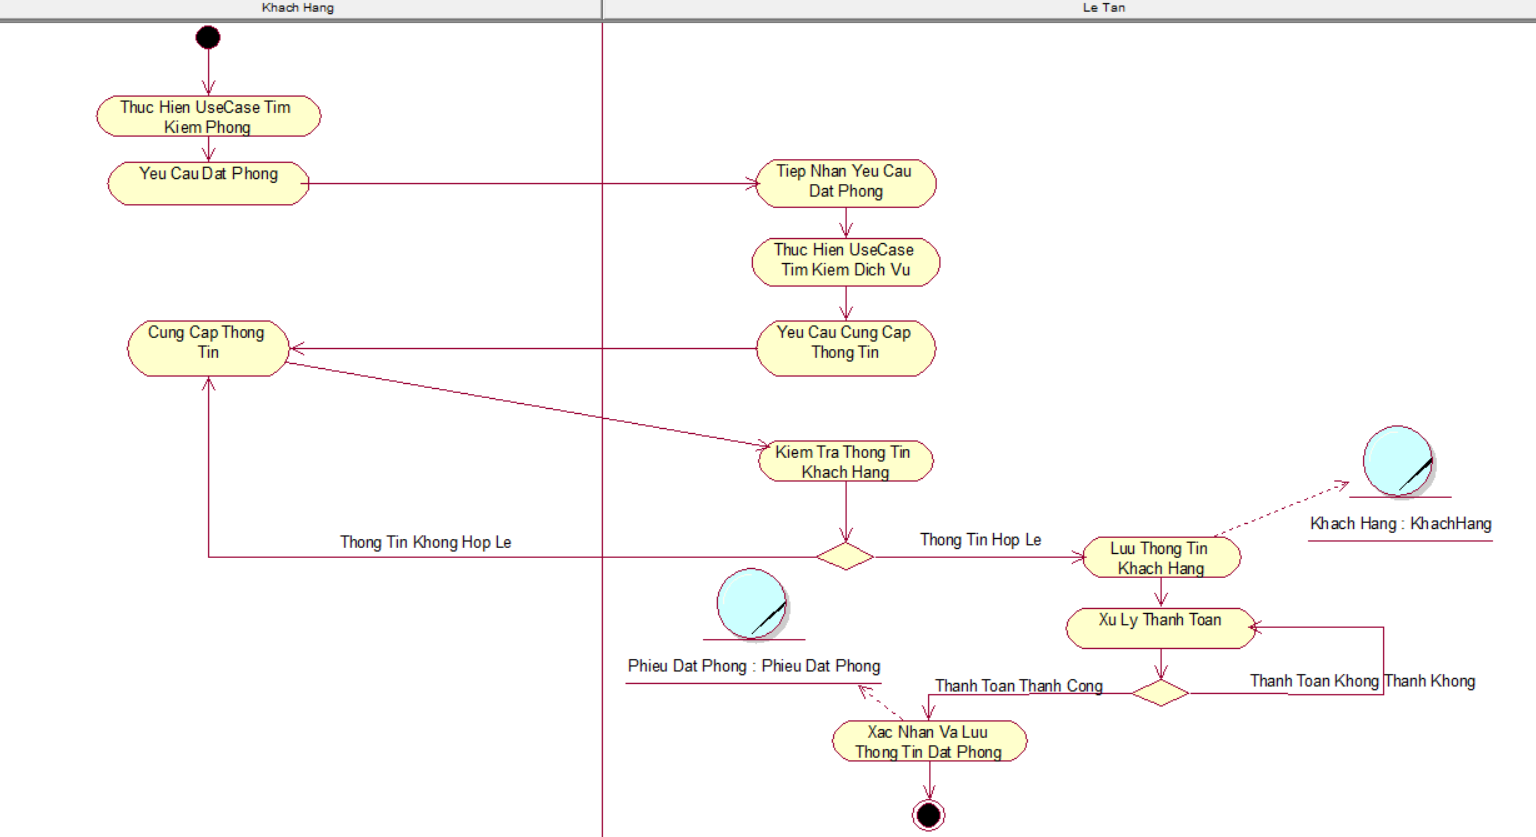 Khach Hang
Le Tan
Thuc Hien UseCase Tim
Kiem Phong
Yeu Cau Dat Phong
Tiep Nhan Yeu Cau
Dat Phong
Thuc Hien UseCase
Tim Kiem Dich Vu
Cung Cap Thong
Tin
Yeu Cau Cung Cap
Thong Tin
Kiem Tra Thong Tin
Khach Hang
Khach Hang : KhachHang
Thong Tin Khong Hop Le
Thong Tin Hop Le
Luu Thong Tin
Khach Hang
Xu Ly Thanh Toan
Phieu Dat Phong : Phieu Dat Phong
Thanh Toan Thanh Cong
Thanh Toan Khong Thanh Khong
Xac Nhan Va Luu
Thong Tin Dat Phong